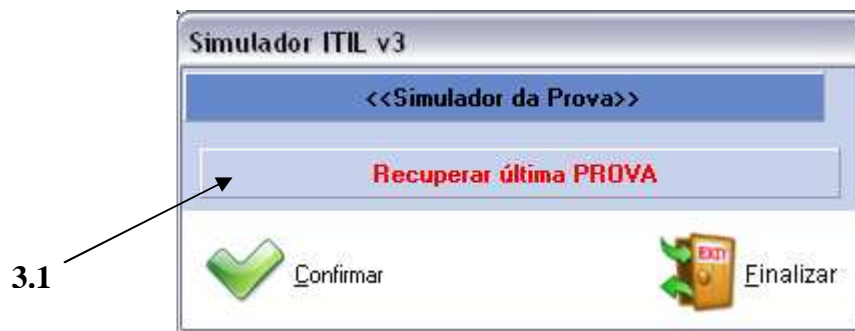 Simulador ITIL v3
<<Simulador da Prova>>
Recuperar última PROVA
3.1
Confirmar
EXIT
Finalizar